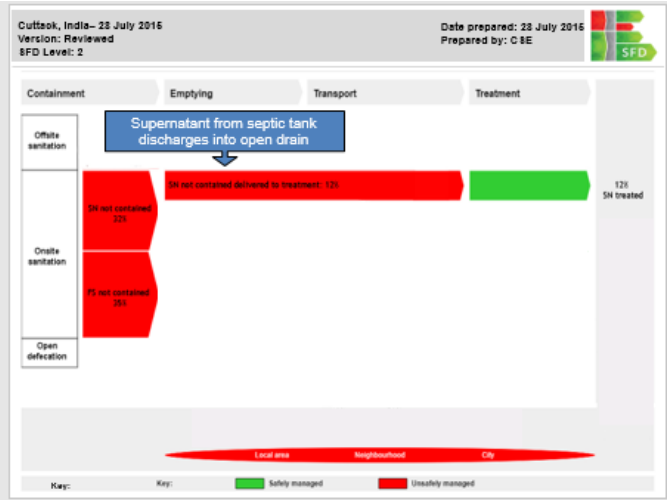 Cuttack, India– 28 July 2015
Version: Reviewed
SFD Level: 2
Date prepared: 28 July 2015
Prepared by: CSE
SFD
Containment
Emptying
Transport
Treatment
Supernatant from septic tank
discharges into open drain
Offsite
sanitation
SN not contained delivered to treatment: 12%
12%
SN treated
SN not contained
Onsite
sanitation
FS not contained
Open
defecation
Local area
Neighbourhood
City
Key:
Key:
Safely managed
Unsafely managed